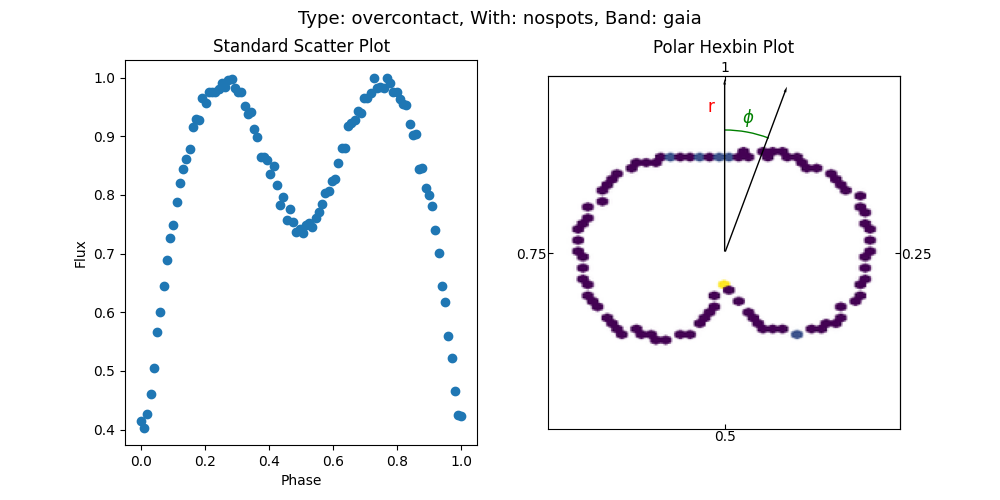 Type: overcontact, With: nospots, Band: gaia
Standard Scatter Plot
Polar Hexbin Plot
1.0
0.9
0.8
0.7
0.6
0.5
0.4
Flux
0.0 0.2 0.4 0.6 0.8 1.0
Phase
1
r
ϕ
0.75
0.25
0.5